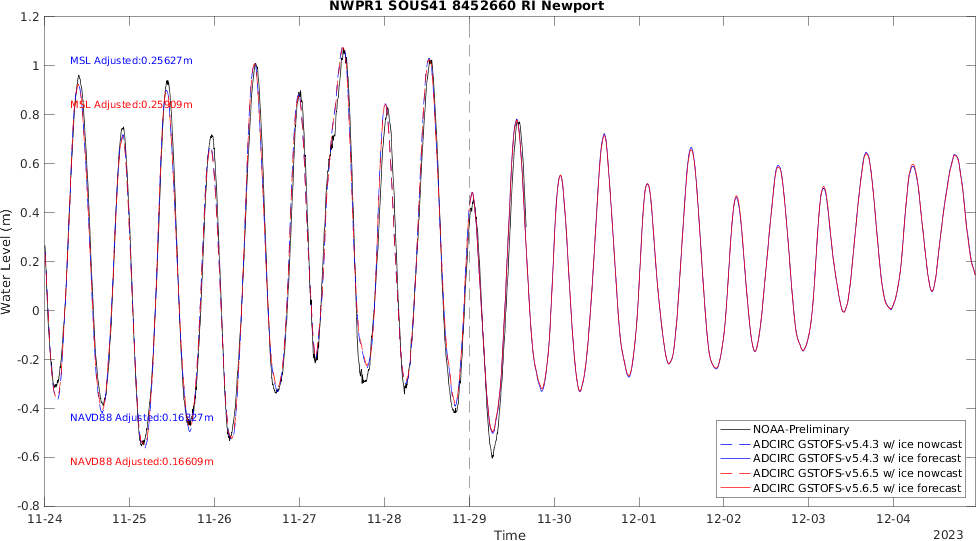 NWPR1 SOUS41 8452660 RI Newport
1.2
1
0.8
0.6
0.4
0.2
0
-0.2
-0.4
-0.6
-0.8
Water Level (m)
MSL Adjusted:0.25627m
MSL Adjusted:0.25909m
NAVD88 Adjusted:0.16327m
NAVD88 Adjusted:0.16609m
NOAA-Preliminary
ADCIRC GSTOFS-v5.4.3 w/ ice nowcast
ADCIRC GSTOFS-v5.4.3 w/ ice forecast
ADCIRC GSTOFS-v5.6.5 w/ ice nowcast
ADCIRC GSTOFS-v5.6.5 w/ ice forecast
11-24 11-25 11-26 11-27 11-28 11-29 11-30 12-01 12-02 12-03 12-04
Time
2023